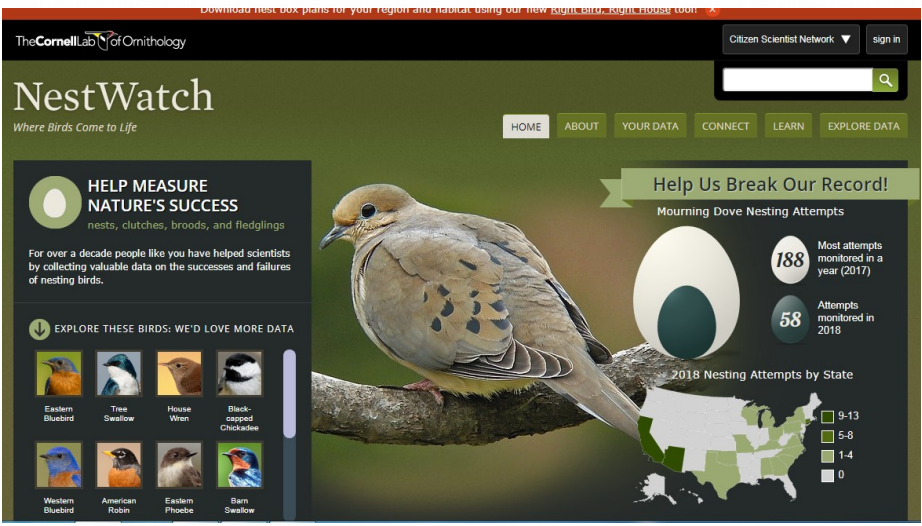 Download nest box plans for your region and habitat using our new Right Bird, Right House tool!
TheCornellLab of Ornithology
Citizen Scientist Network
sign in
NestWatch
Where Birds Come to Life
HOME
ABOUT
YOUR DATA
CONNECT
LEARN
EXPLORE DATA
HELP MEASURE
NATURE'S SUCCESS
nests, clutches, broods, and fledglings
For over a decade people like you have helped scientists
by collecting valuable data on the successes and failures
of nesting birds.
EXPLORE THESE BIRDS: WE'D LOVE MORE DATA
Eastern
Bluebird
Tree
Swallow
House
Wren
Black-
capped
Chickadee
Western
Bluebird
American
Robin
Eastern
Phoebe
Barn
Swallow
Help Us Break Our Record!
Mourning Dove Nesting Attempts
188
Most attempts
monitored in a
year (2017)
58
Attempts
monitored in
2018
2018 Nesting Attempts by State
9-13
5-8
1-4
0